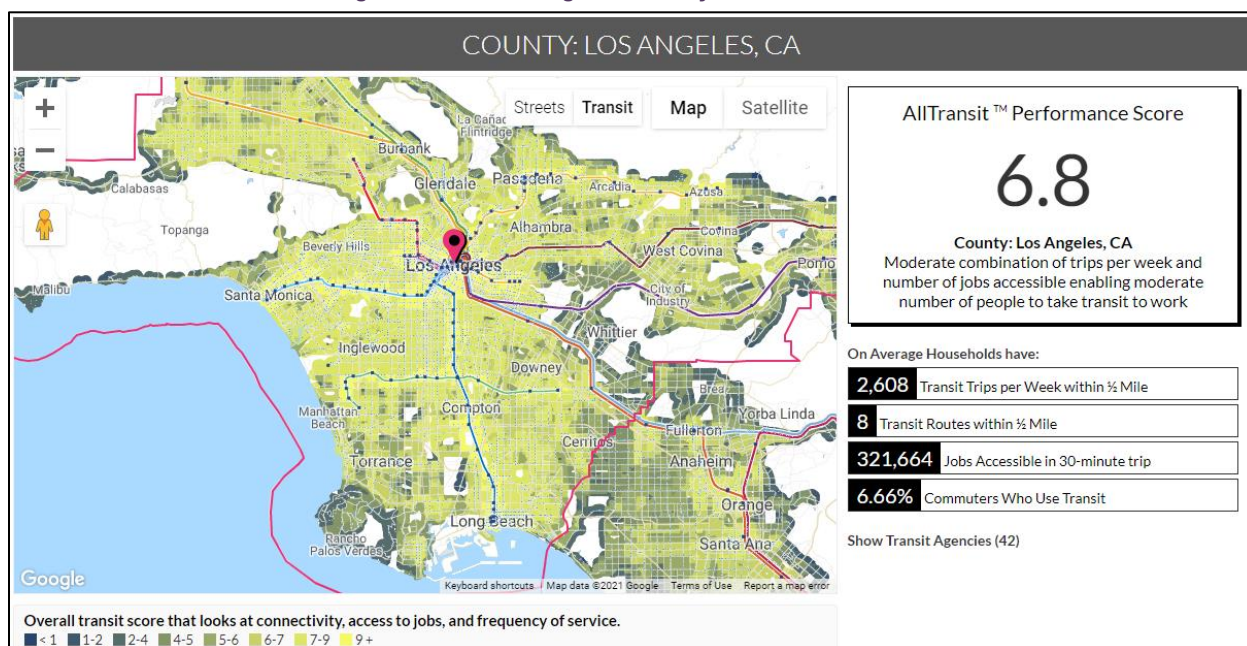 COUNTY: LOS ANGELES, CA
+
−
Streets Transit Map Satellite
La Cañada
Flintridge
Burbank
Calabasas
Glendale Pasadena
Arcadia Azusa
Topanga
Alhambra
Covina
Beverly Hills
West Covina
Los Angeles
Pomo
Malibu
Santa Monica
City of
Industry
Whittier
Inglewood
Downey
Brea
Manhattan
Beach
Compton
Yorba Linda
Fullerton
Cerritos
Torrance
Anaheim
Orange
Long Beach
Rancho
Palos Verdes
Santa Ana
Google
Keyboard shortcuts Map data ©2021 Google Terms of Use Report a map error
Overall transit score that looks at connectivity, access to jobs, and frequency of service.
< 1 1-2 2-4 4-5 5-6 6-7 7-9 9 +
AllTransit ™ Performance Score
6.8
County: Los Angeles, CA
Moderate combination of trips per week and
number of jobs accessible enabling moderate
number of people to take transit to work
On Average Households have:
2,608 Transit Trips per Week within ½ Mile
8 Transit Routes within ½ Mile
321,664 Jobs Accessible in 30-minute trip
6.66% Commuters Who Use Transit
Show Transit Agencies (42)